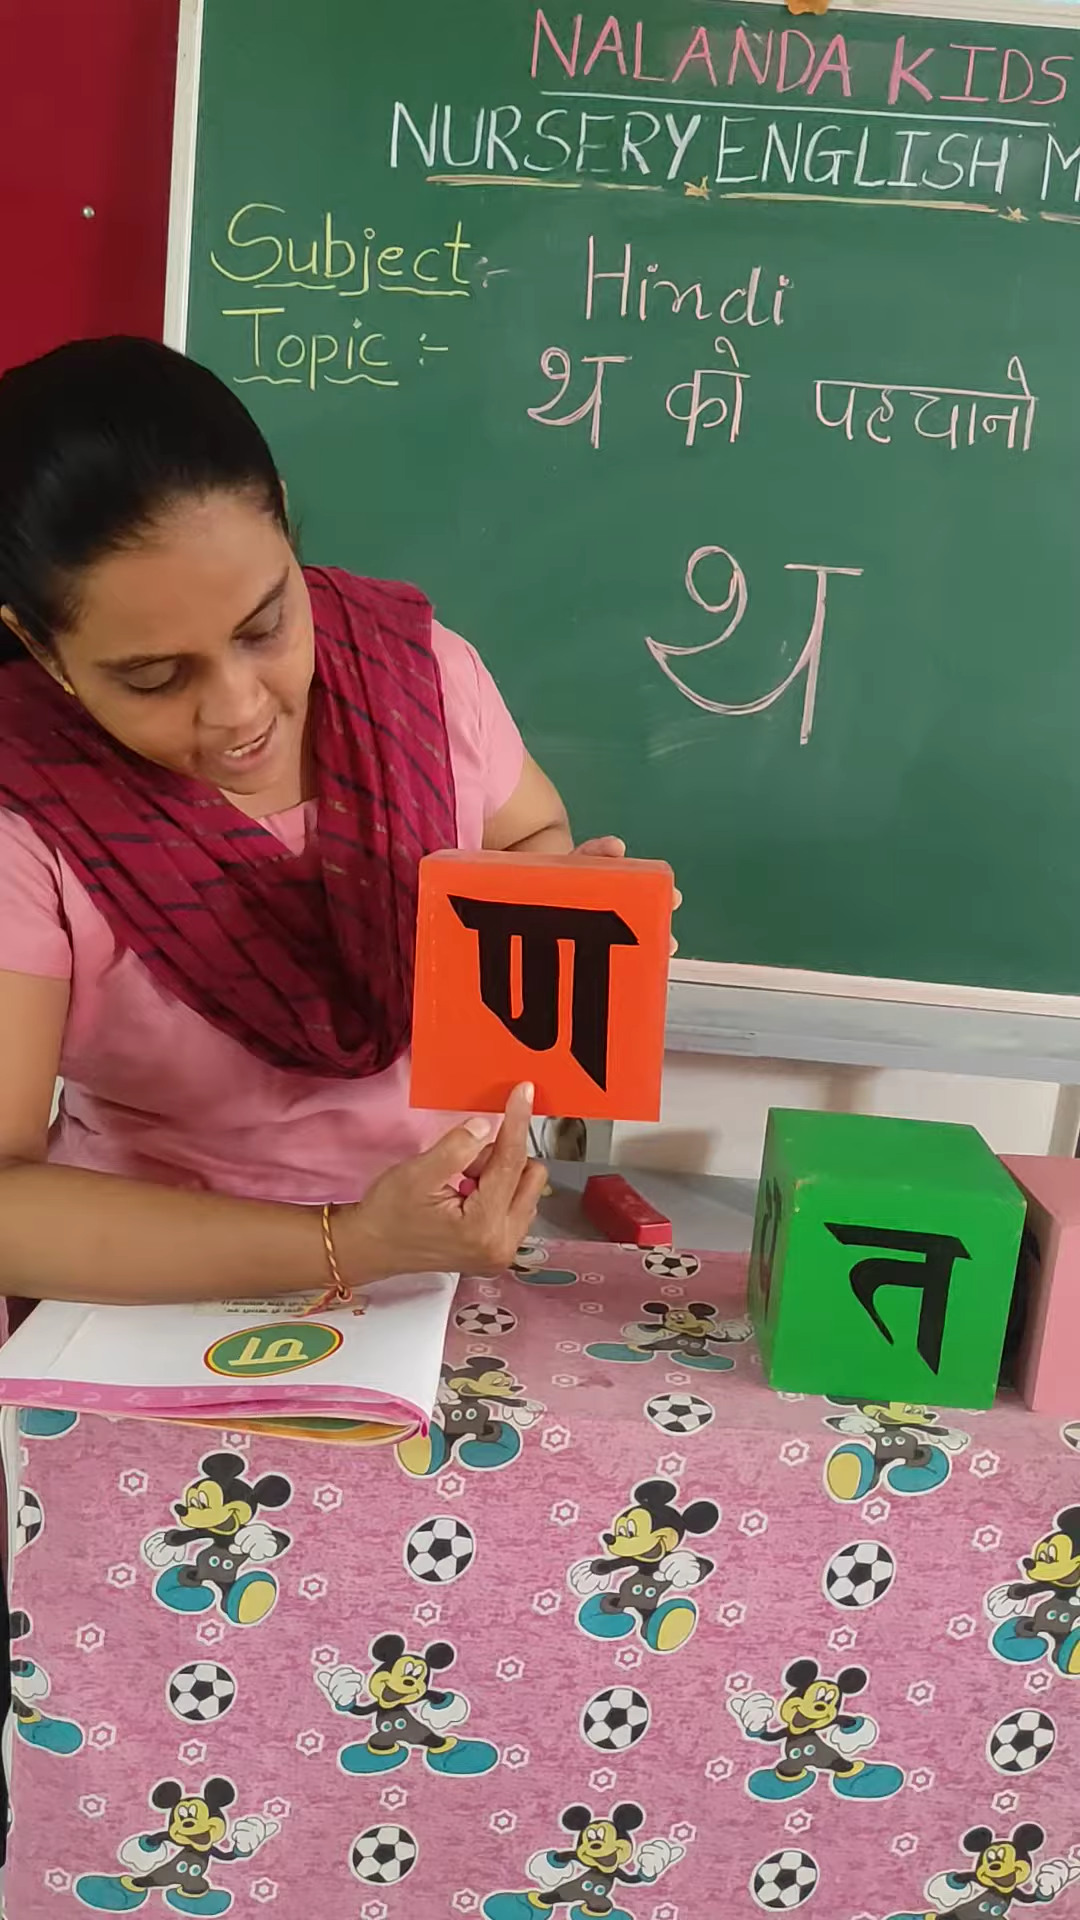 NALANDA KIDS
NURSERY ENGLISH M
Subject :- Hindi
Topic :- थ को पहचानो
थ
ण
त